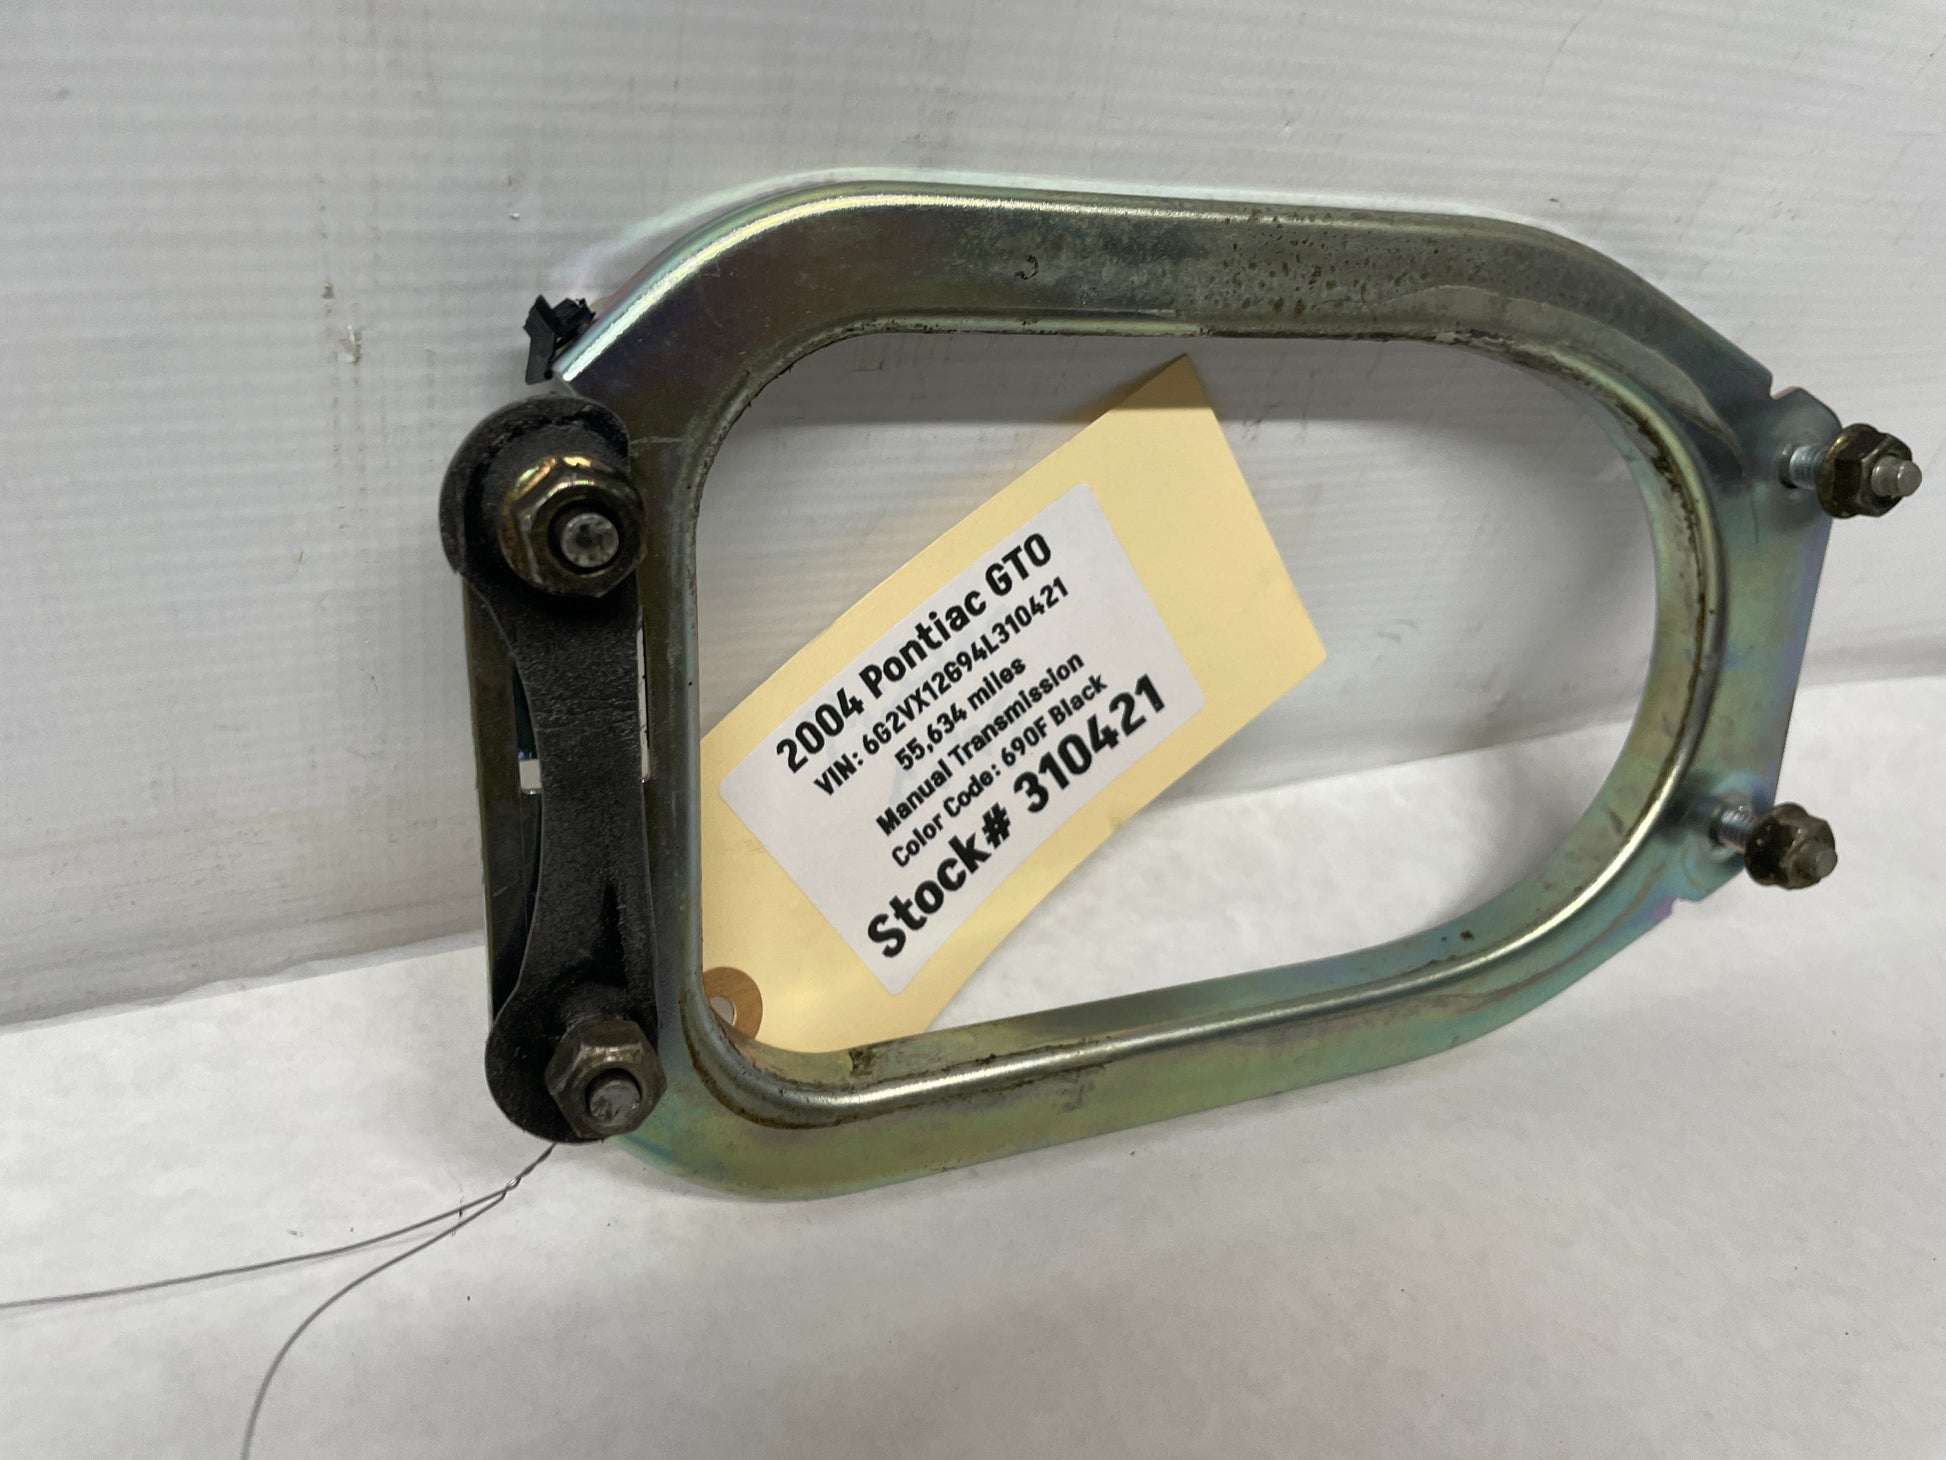 2004 Pontiac GTO
VIN: 6G2VX12G94L310421
55,634 miles
Manual Transmission
Color Code: 690F Black
Stock# 310421